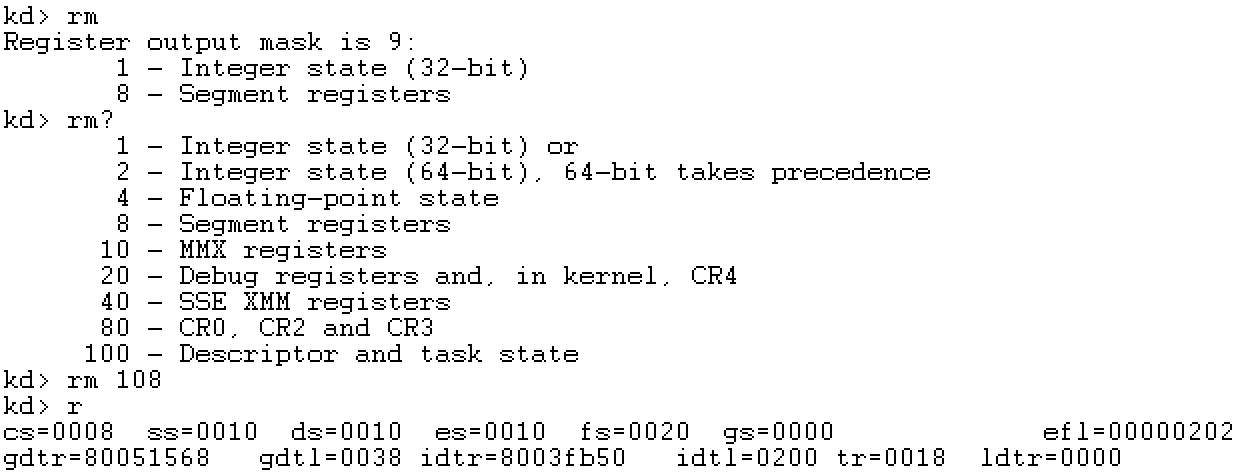 kd> rm
Register output mask is 9:
1 - Integer state (32-bit)
8 - Segment registers
kd> rm?
1 - Integer state (32-bit) or
2 - Integer state (64-bit), 64-bit takes precedence
4 - Floating-point state
8 - Segment registers
10 - MMX registers
20 - Debug registers and, in kernel, CR4
40 - SSE XMM registers
80 - CR0, CR2 and CR3
100 - Descriptor and task state
kd> rm 108
kd> r
cs=0008 ss=0010 ds=0010 es=0010 fs=0020 gs=0000 efl=00000202
gdtr=80051568 gdtl=0038 idtr=8003fb50 idtl=0200 tr=0018 ldtr=0000